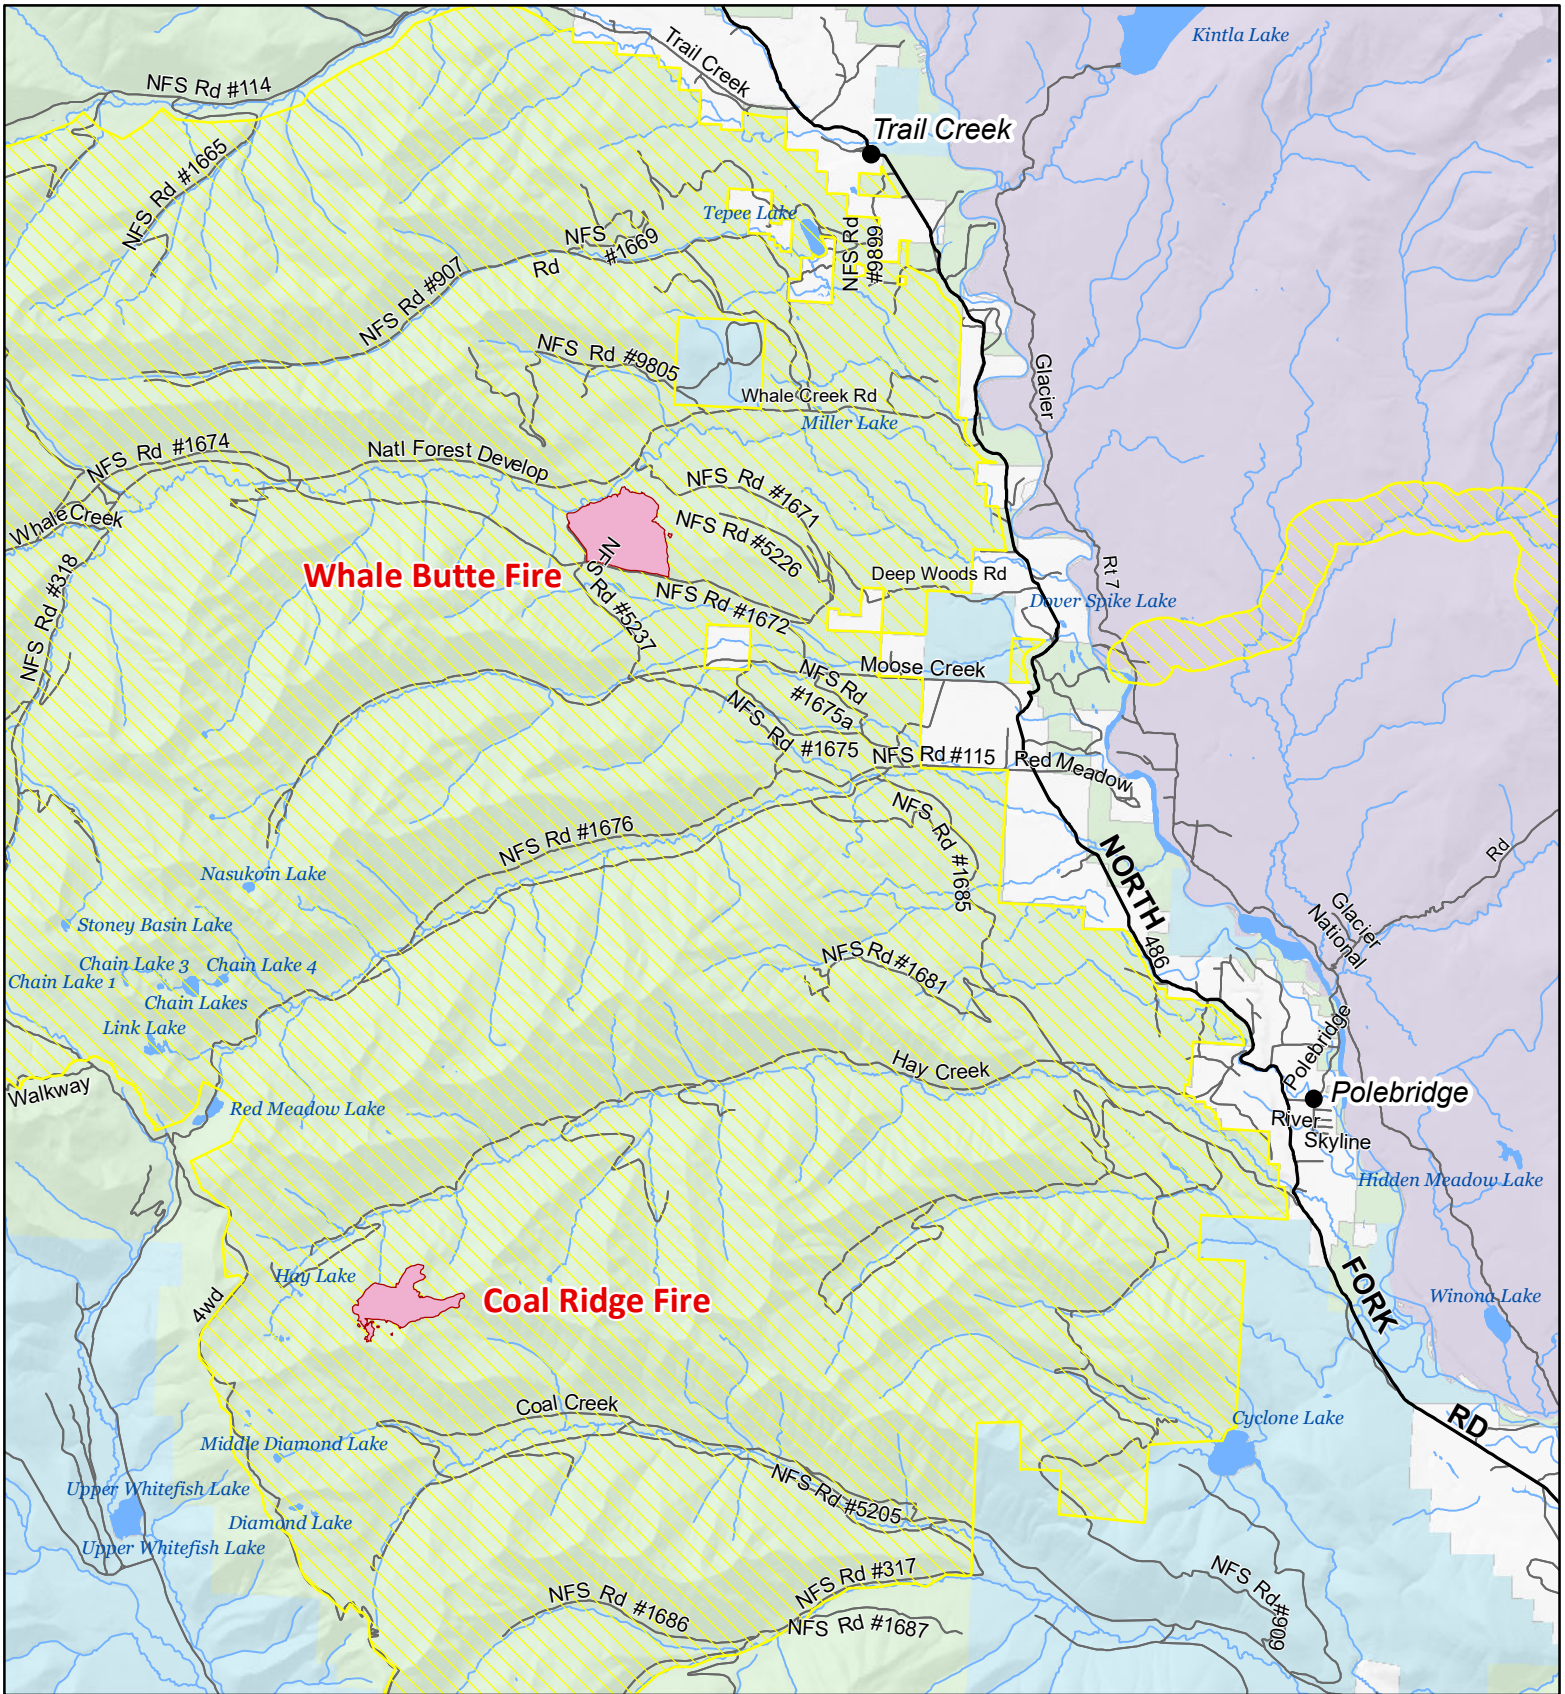 Kintla Lake
Trail Creek
NFS Rd #114
Trail Creek
NFS Rd #1665
Tepee Lake
NFS Rd #1669
NFS Rd #9899
NFS Rd #907
NFS Rd #9805
Glacier
Rt 7
Whale Creek Rd
Miller Lake
NFS Rd #1674
Natl Forest Develop
NFS Rd #1671
Whale Creek
NFS Rd #5226
NFS Rd #318
Whale Butte Fire
Deep Woods Rd
NFS Rd #5237
NFS Rd #1672
Dover Spike Lake
Moose Creek
NFS Rd #1675a
NFS Rd #1675
NFS Rd #115
Red Meadow
NFS Rd #1676
NFS Rd #1685
NORTH
486
Rd
Nasukoin Lake
Stoney Basin Lake
Glacier National
Chain Lake 3
Chain Lake 4
Chain Lake 1
Chain Lakes
Link Lake
NFS Rd #1681
Hay Creek
Polebridge
Polebridge
Walkway
Red Meadow Lake
River
Skyline
Hidden Meadow Lake
Hay Lake
4wd
Coal Ridge Fire
FORK
Winona Lake
Coal Creek
Cyclone Lake
RD
Middle Diamond Lake
NFS Rd #5205
Upper Whitefish Lake
Diamond Lake
Upper Whitefish Lake
NFS Rd #317
NFS Rd #909
NFS Rd #1686
NFS Rd #1687